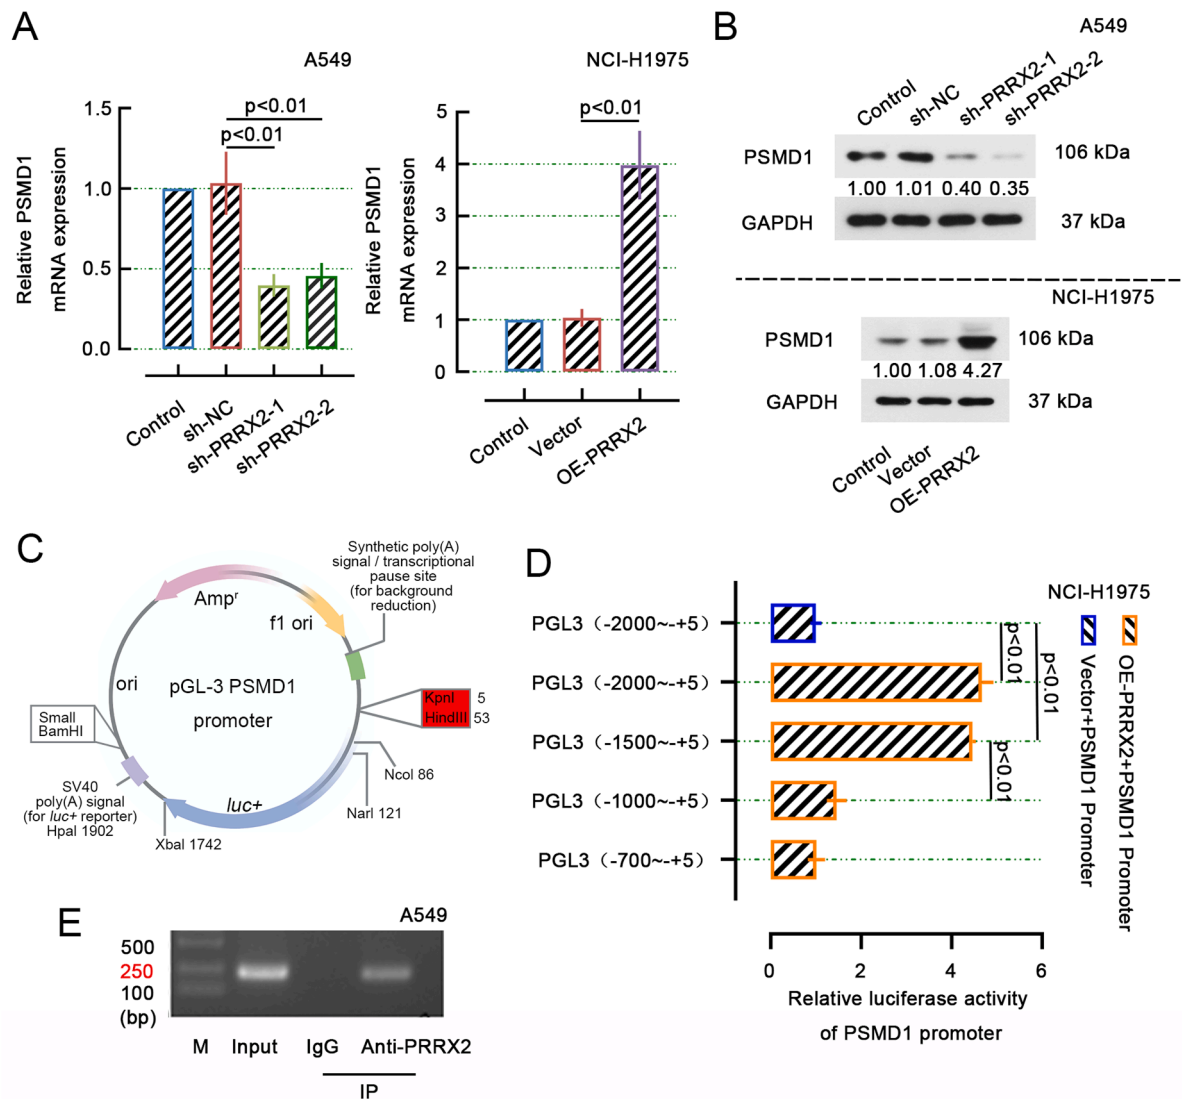 A
A549
Relative PSMD1
mRNA expression
1.5
1.0
0.5
0.0
p<0.01
p<0.01
Control
sh-NC
sh-PRRX2-1
sh-PRRX2-2
NCI-H1975
Relative PSMD1
mRNA expression
5
4
3
2
1
0
p<0.01
Control
Vector
OE-PRRX2
B
A549
Control
sh-NC
sh-PRRX2-1
sh-PRRX2-2
PSMD1
106 kDa
1.00 1.01 0.40 0.35
GAPDH
37 kDa
NCI-H1975
PSMD1
106 kDa
1.00 1.08 4.27
GAPDH
37 kDa
Control
Vector
OE-PRRX2
C
Synthetic poly(A)
signal / transcriptional
pause site
(for background
reduction)
Ampr
f1 ori
ori
pGL-3 PSMD1
promoter
KpnI 5
HindIII 53
SmaII
BamHI
NcoI 86
NarI 121
SV40
poly(A) signal
(for luc+ reporter)
HpaI 1902
luc+
XbaI 1742
D
NCI-H1975
PGL3（-2000~-+5）
PGL3（-2000~-+5）
PGL3（-1500~-+5）
PGL3（-1000~-+5）
PGL3（-700~-+5）
p<0.01
p<0.01
p<0.01
Vector+PSMD1 Promoter
OE-PRRX2+PSMD1 Promoter
0 2 4 6
Relative luciferase activity
of PSMD1 promoter
E
A549
500
250
100
(bp)
M Input IgG Anti-PRRX2
IP